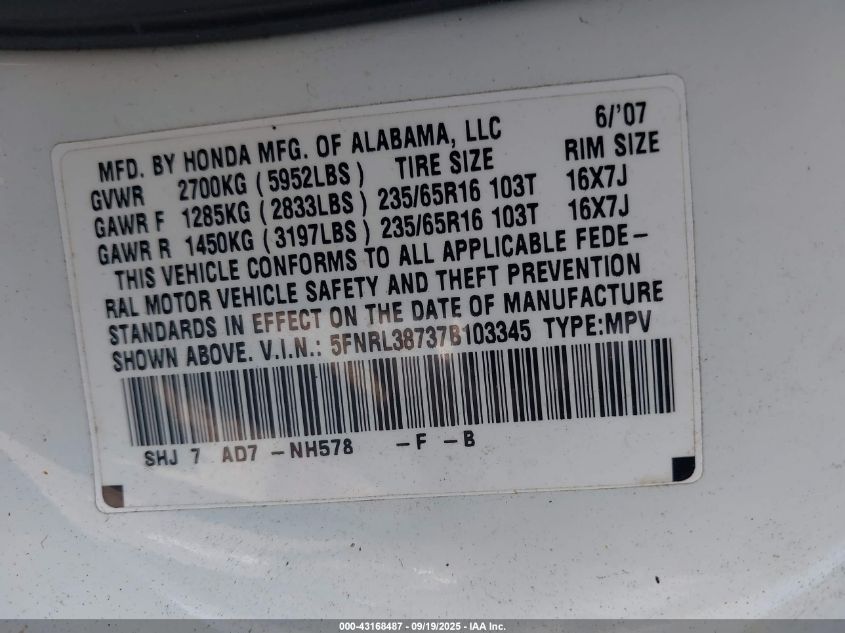 6/'07
MFD. BY HONDA MFG. OF ALABAMA, LLC
GVWR 2700KG (5952LBS) TIRE SIZE RIM SIZE
GAWR F 1285KG (2833LBS) 235/65R16 103T 16X7J
GAWR R 1450KG (3197LBS) 235/65R16 103T 16X7J
THIS VEHICLE CONFORMS TO ALL APPLICABLE FEDE-
RAL MOTOR VEHICLE SAFETY AND THEFT PREVENTION
STANDARDS IN EFFECT ON THE DATE OF MANUFACTURE
SHOWN ABOVE. V.I.N.: 5FNRL38737B103345 TYPE:MPV
SHJ 7 AD7 -NH578 -F -B
000-43168487 - 09/19/2025 - IAA Inc.